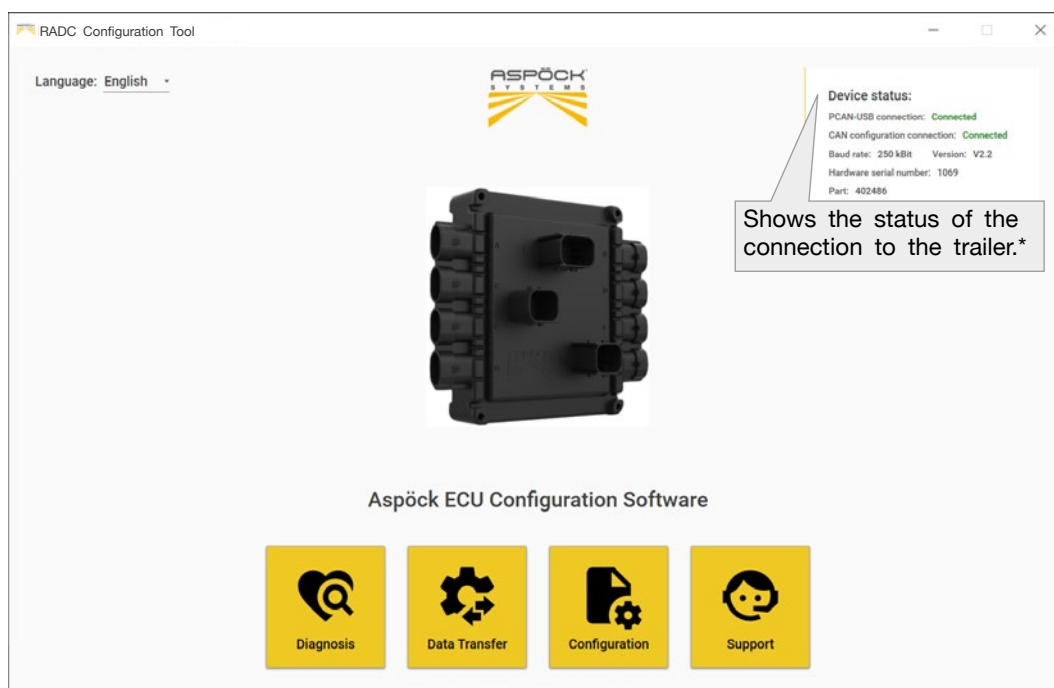 RADC Configuration Tool
Language: English
ASPÖCK
SYSTEMS
Device status:
PCAN-USB connection: Connected
CAN configuration connection: Connected
Baud rate: 250 kBit Version: V2.2
Hardware serial number: 1069
Part: 402486
Shows the status of the
connection to the trailer.*
Aspöck ECU Configuration Software
Diagnosis
Data Transfer
Configuration
Support